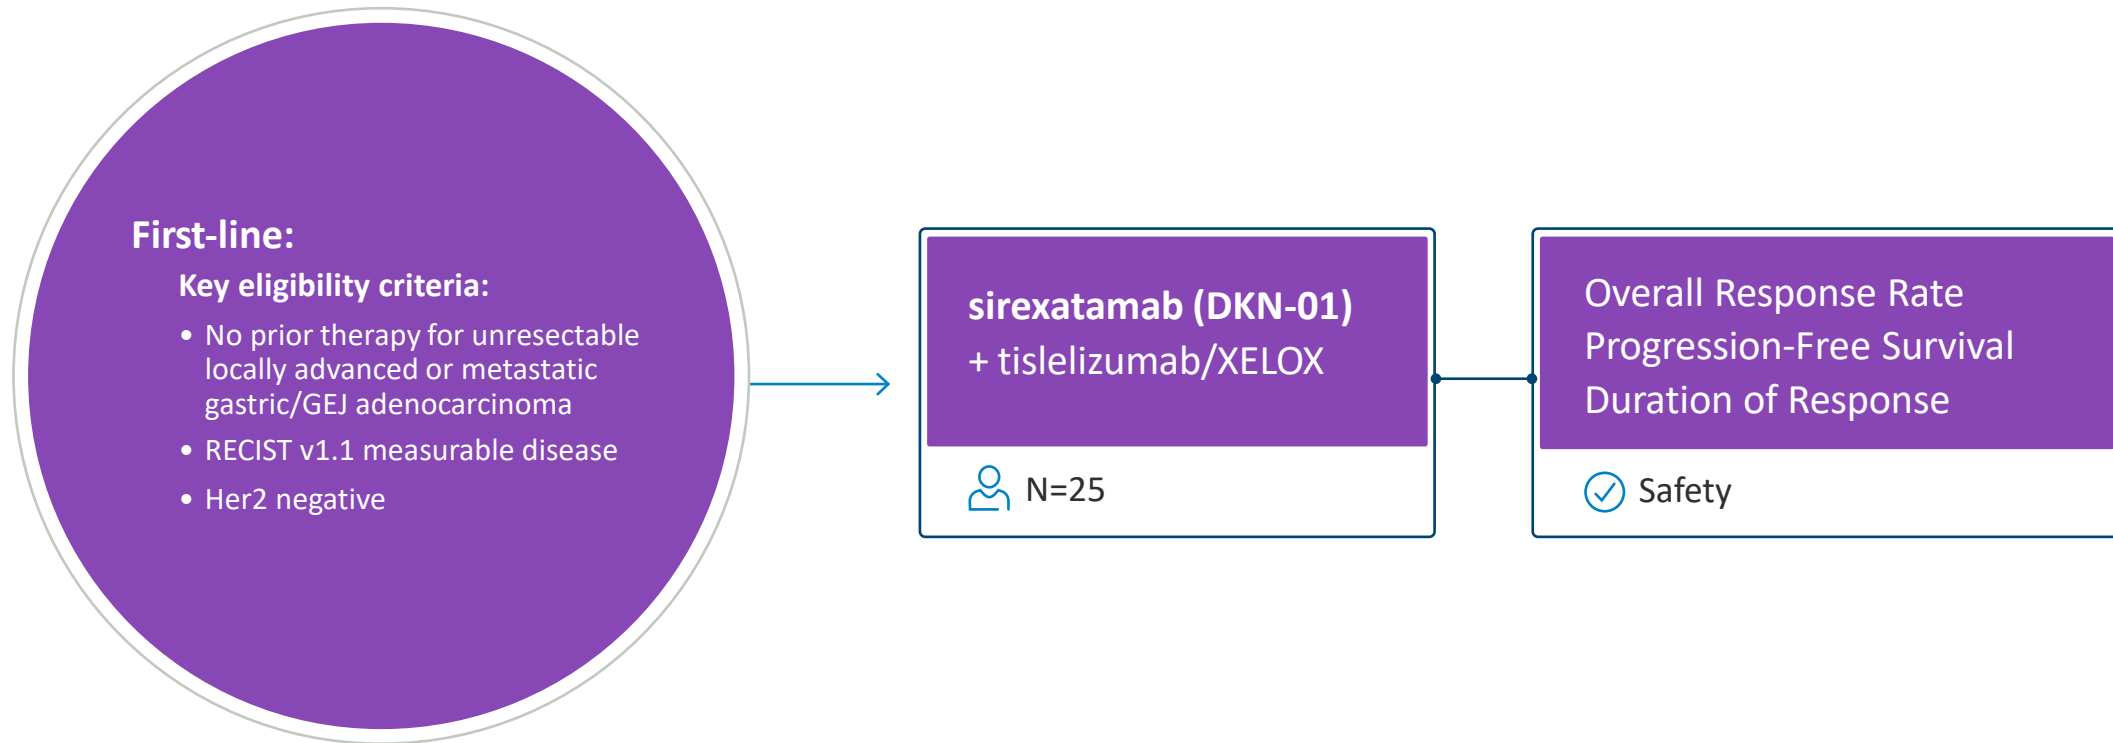 First-line:
Key eligibility criteria:
• No prior therapy for unresectable
locally advanced or metastatic
gastric/GEJ adenocarcinoma
• RECIST v1.1 measurable disease
• Her2 negative
sirexatamab (DKN-01)
+ tislelizumab/XELOX
N=25
Overall Response Rate
Progression-Free Survival
Duration of Response
Safety